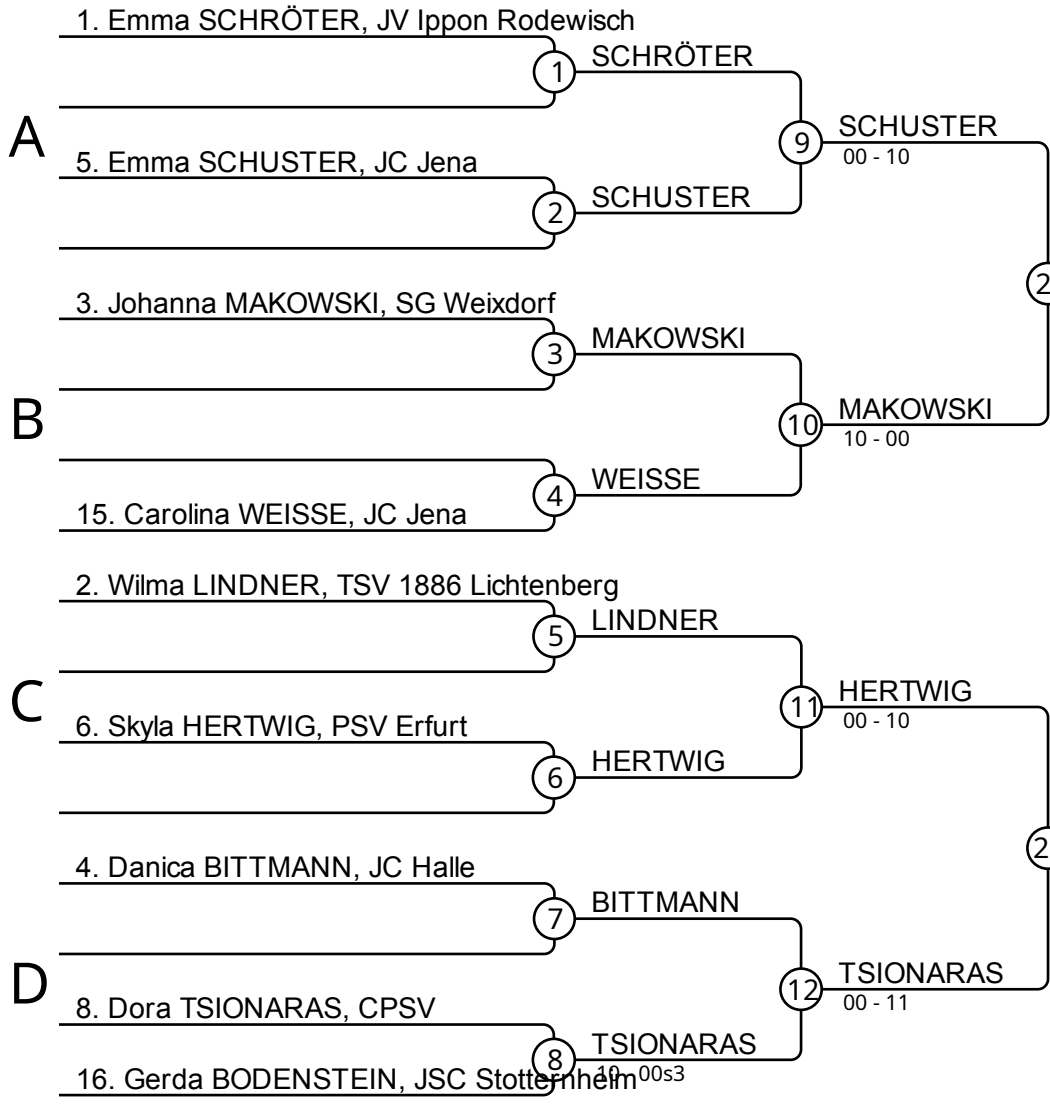 1. Emma SCHRÖTER, JV Ippon Rodewisch
1
SCHRÖTER
A
9
SCHUSTER
00 - 10
5. Emma SCHUSTER, JC Jena
2
SCHUSTER
3. Johanna MAKOWSKI, SG Weixdorf
3
MAKOWSKI
B
10
MAKOWSKI
10 - 00
4
WEISSE
15. Carolina WEISSE, JC Jena
2. Wilma LINDNER, TSV 1886 Lichtenberg
5
LINDNER
C
11
HERTWIG
00 - 10
6. Skyla HERTWIG, PSV Erfurt
6
HERTWIG
4. Danica BITTMANN, JC Halle
7
BITTMANN
D
12
TSIONARAS
00 - 11
8. Dora TSIONARAS, CPSV
8
TSIONARAS
10 - 00s3
16. Gerda BODENSTEIN, JSC Stotternheim